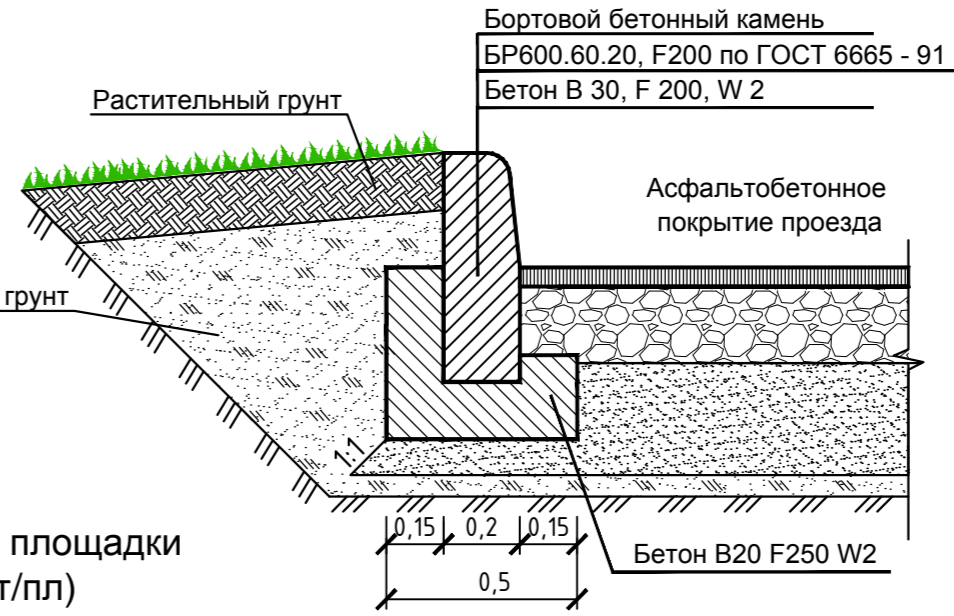 Бортовой бетонный камень
БР600.60.20, F200 по ГОСТ 6665 - 91
Бетон В 30, F 200, W 2
Растительный грунт
Асфальтобетонное
покрытие проезда
грунт
1:1
0,15 0,2 0,15
0,5
Бетон В20 F250 W2
площадки
т/пл)